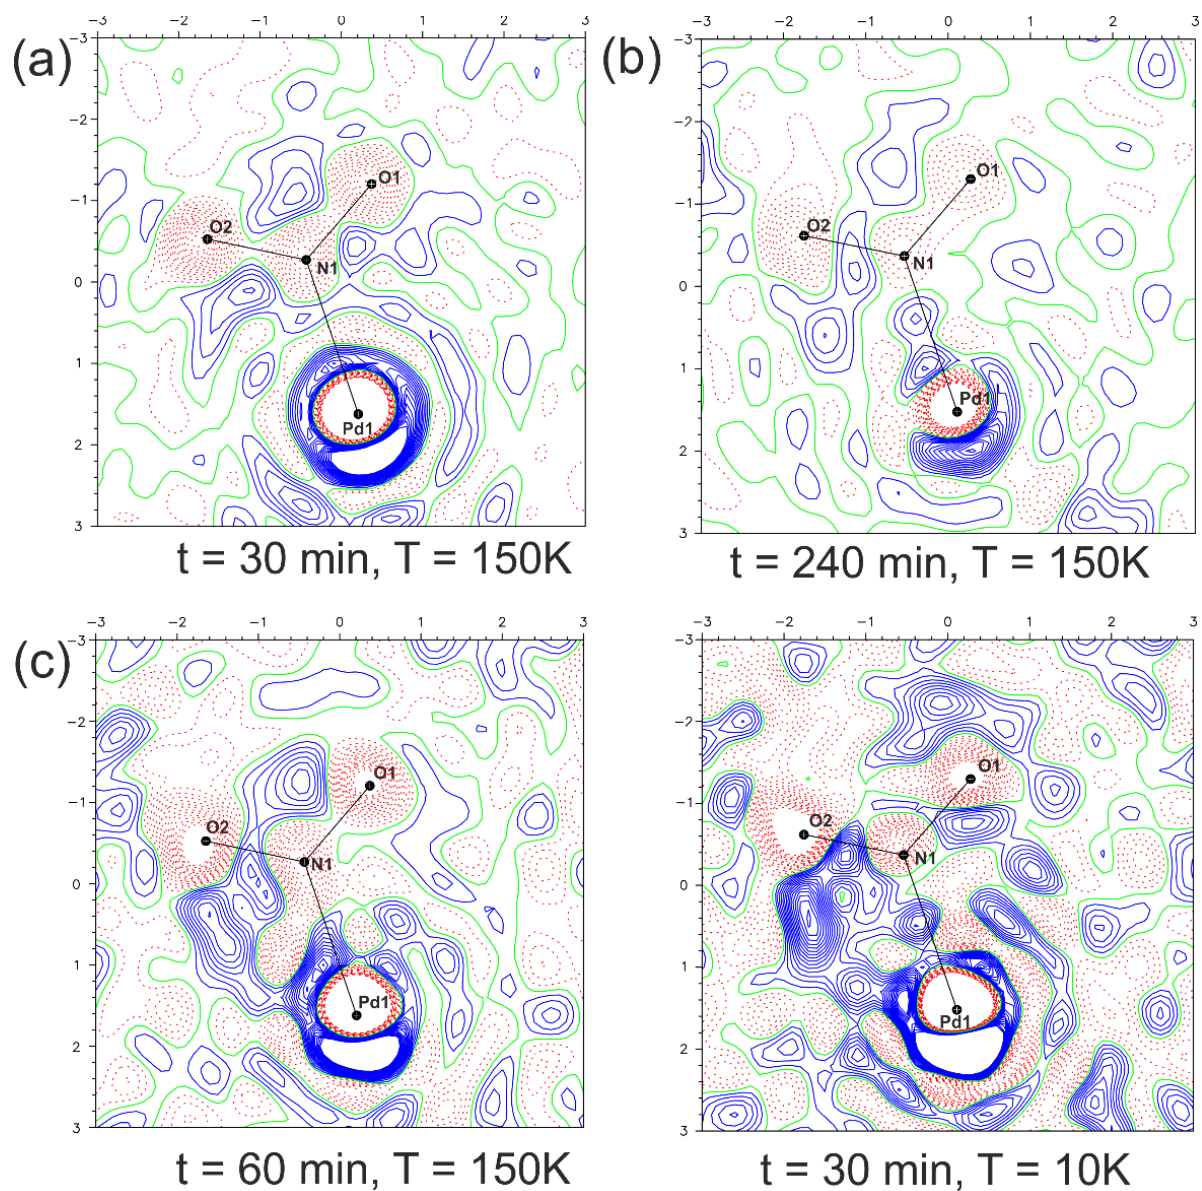 -3 -2 -1 0 1 2 3
-3 -2 -1 0 1 2 3
(a)
(b)
-3
-2
-1
0
1
2
3
-3
-2
-1
0
1
2
3
O1
O2
N1
Pd1
O1
O2
N1
Pd1
t = 30 min, T = 150K
t = 240 min, T = 150K
-3 -2 -1 0 1 2 3
-3 -2 -1 0 1 2 3
(c)
-3
-2
-1
0
1
2
3
-3
-2
-1
0
1
2
3
O1
O2
N1
Pd1
O1
O2
N1
Pd1
t = 60 min, T = 150K
t = 30 min, T = 10K